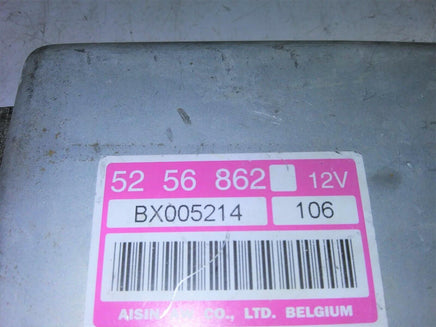 52 56 862 12V
BX005214 106
AISIN CO., LTD. BELGIUM